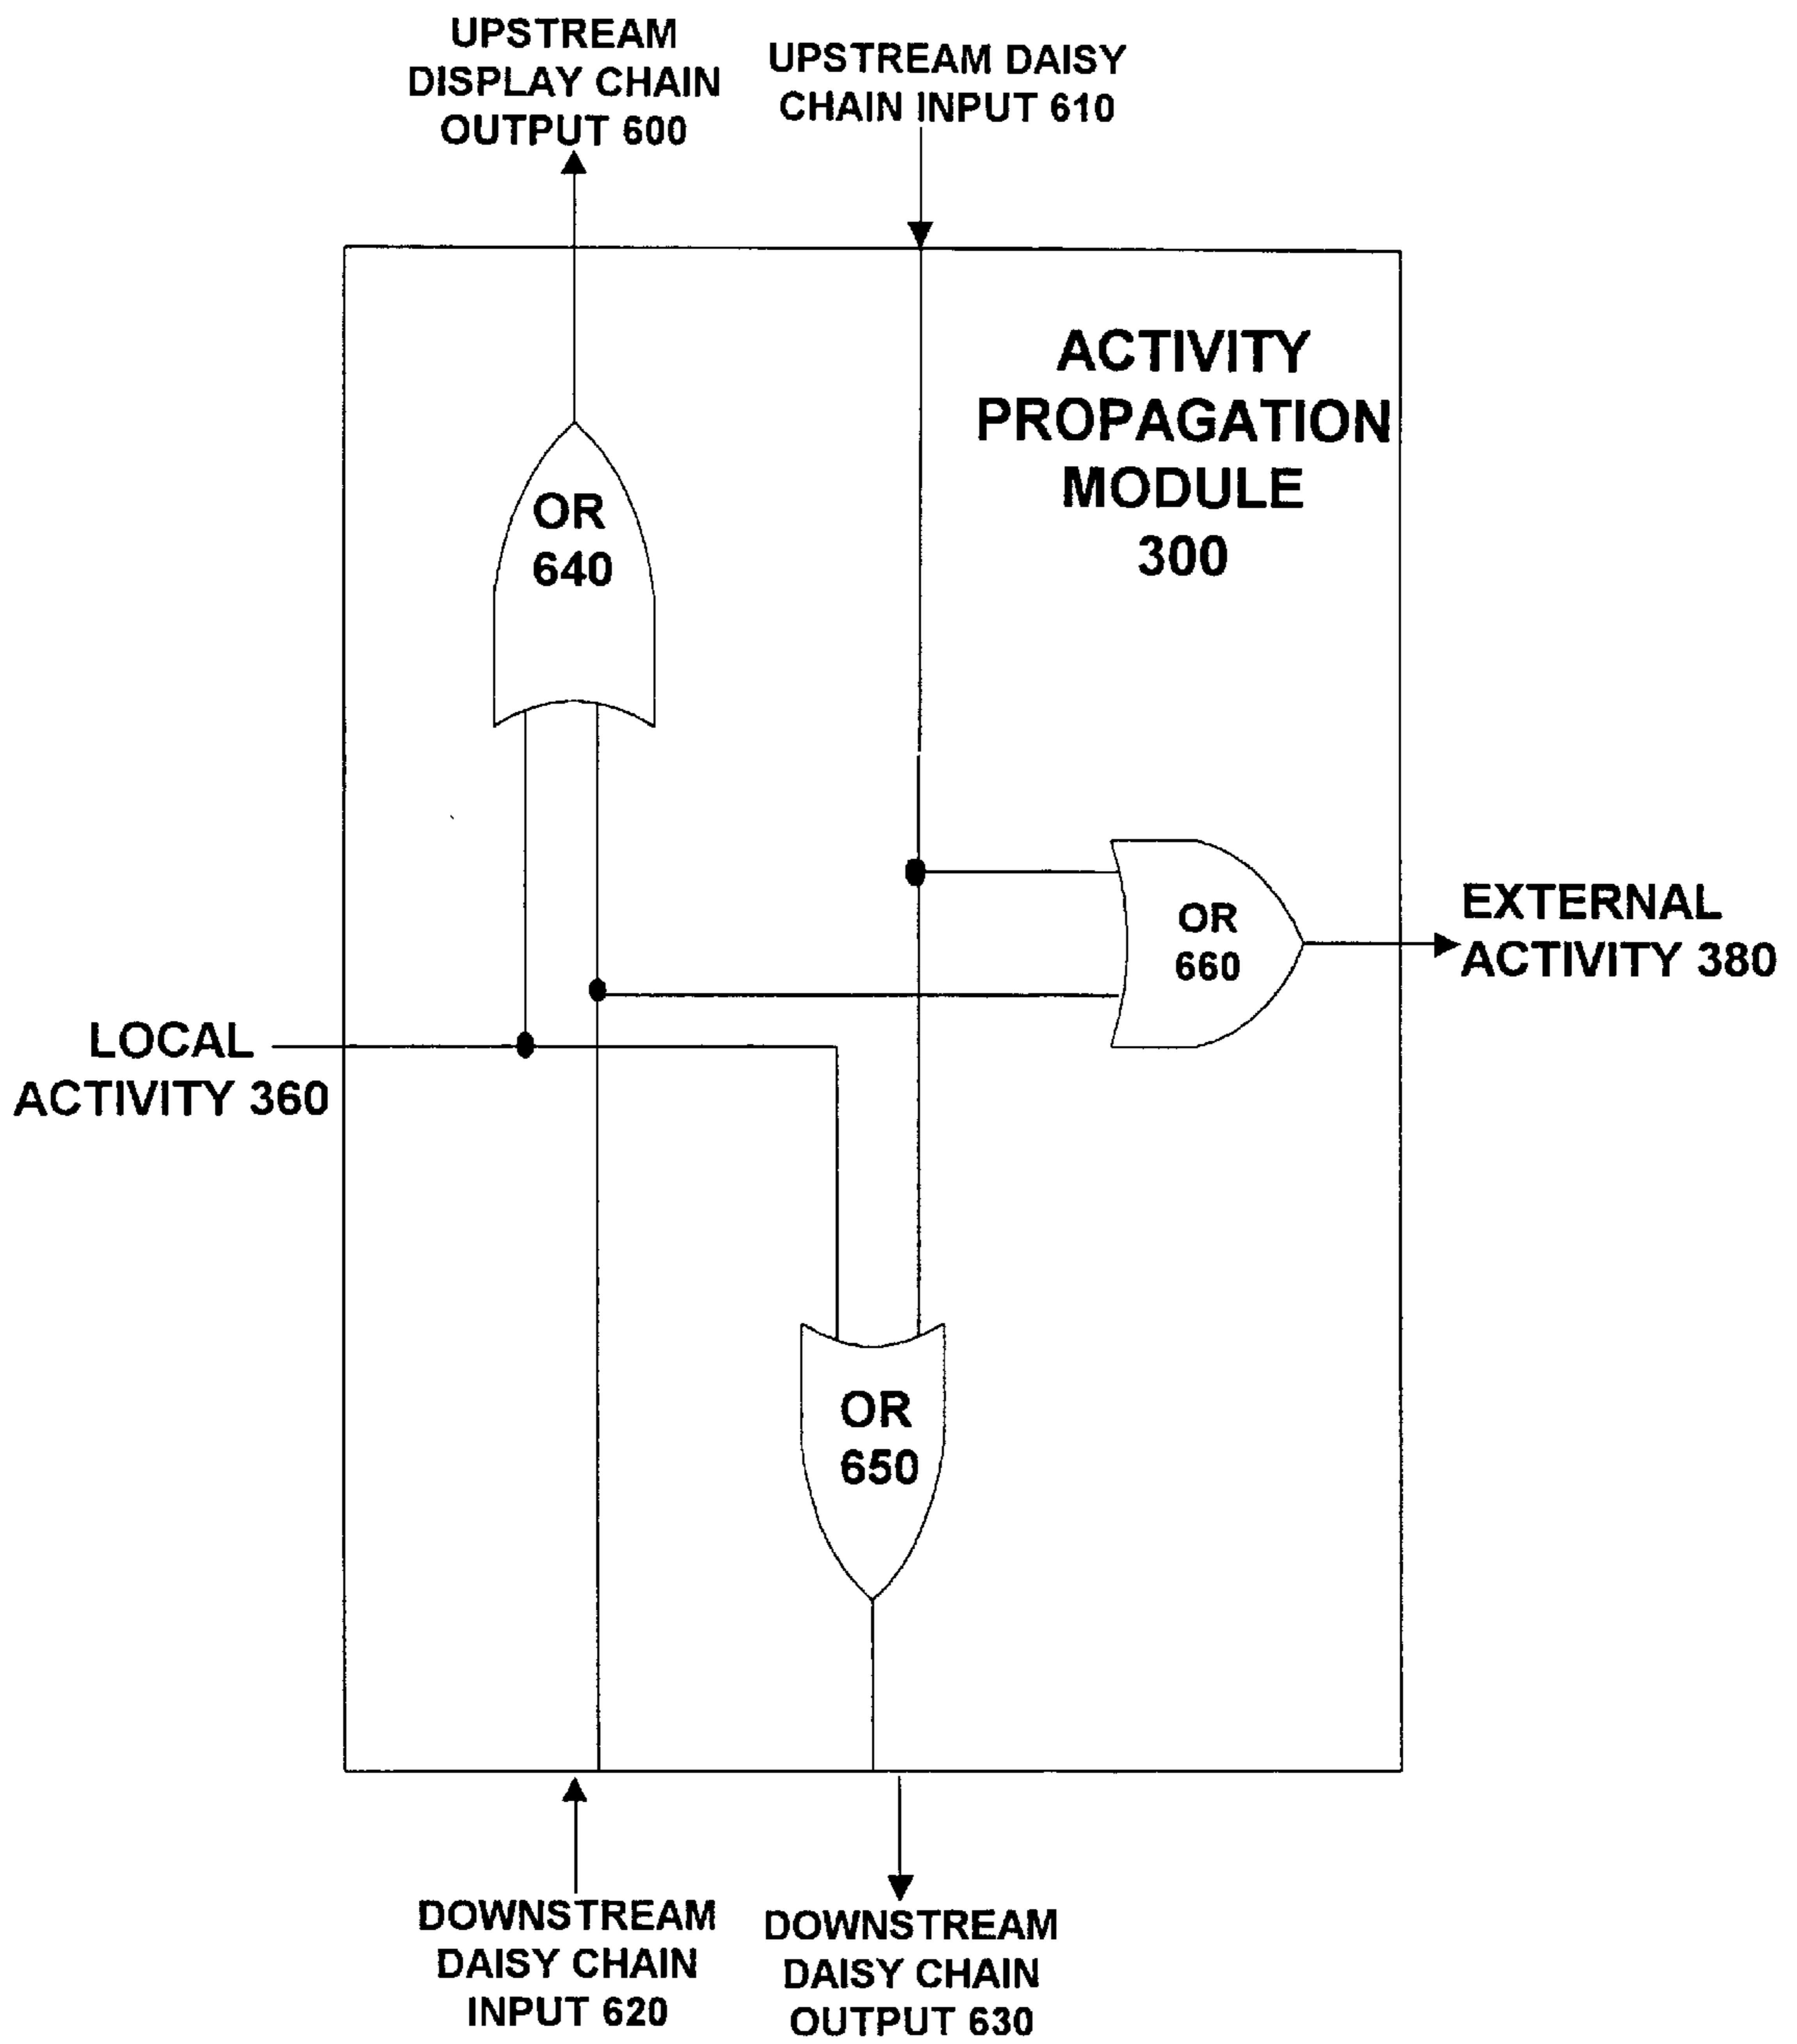 UPSTREAM
DISPLAY CHAIN
OUTPUT 600
UPSTREAM DAISY
CHAIN INPUT 610
ACTIVITY
PROPAGATION
MODULE
300
OR
640
OR
660
EXTERNAL
ACTIVITY 380
LOCAL
ACTIVITY 360
OR
650
DOWNSTREAM
DAISY CHAIN
INPUT 620
DOWNSTREAM
DAISY CHAIN
OUTPUT 630